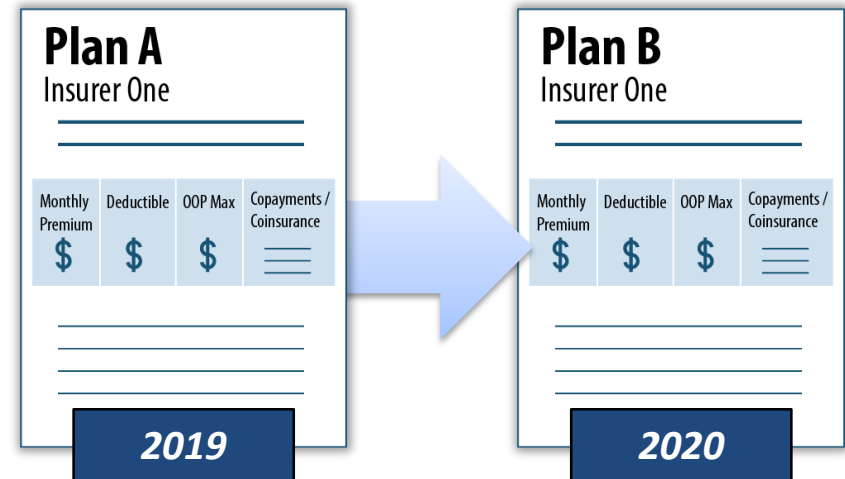 Plan A
Insurer One
Monthly Premium
Deductible
OOP Max
Copayments / Coinsurance
$
$
$
2019
Plan B
Insurer One
Monthly Premium
Deductible
OOP Max
Copayments / Coinsurance
$
$
$
2020